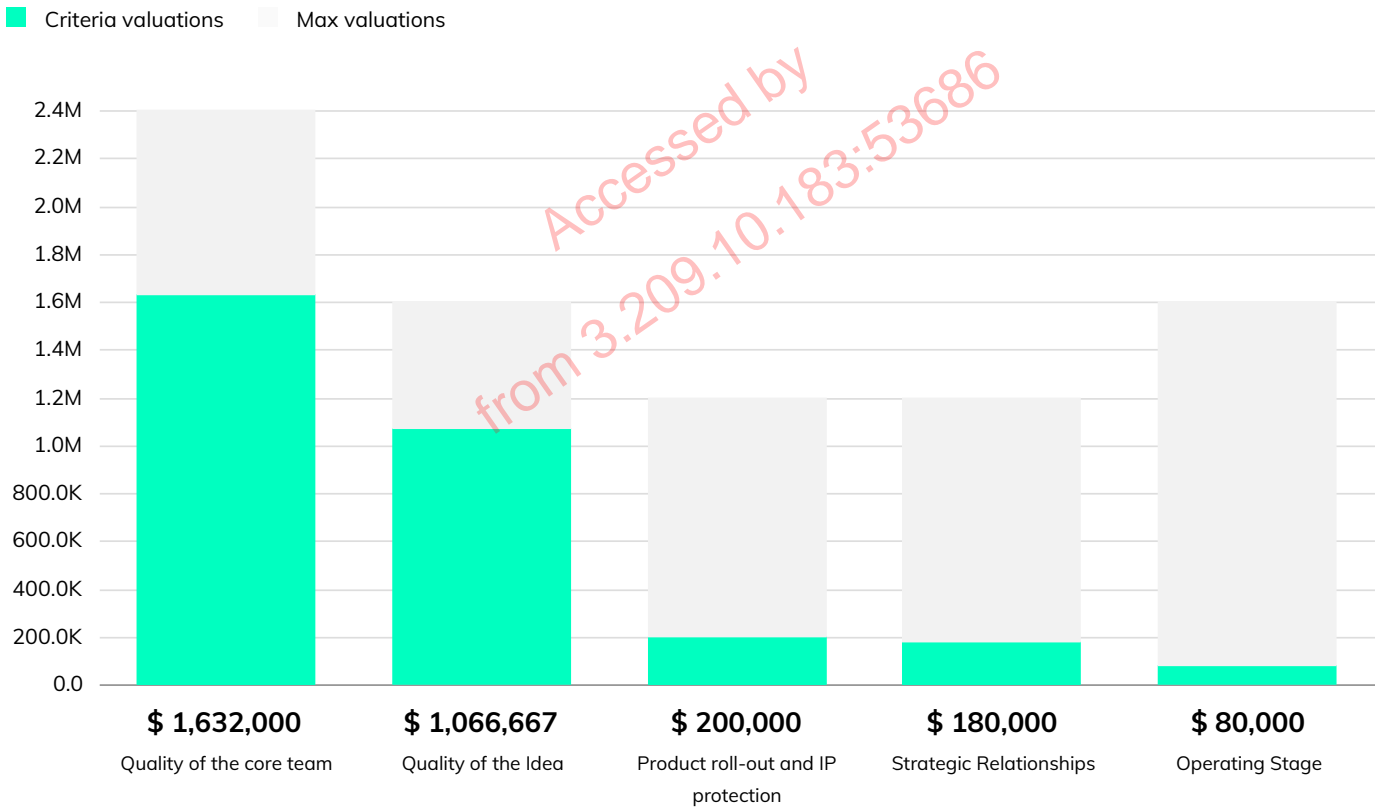 Criteria valuations Max valuations
Accessed by
from 3.209.10.183:53686
2.4M
2.2M
2.0M
1.8M
1.6M
1.4M
1.2M
1.0M
800.0K
600.0K
400.0K
200.0K
0.0
$ 1,632,000 $ 1,066,667 $ 200,000 $ 180,000 $ 80,000
Quality of the core team Quality of the Idea Product roll-out and IP Strategic Relationships Operating Stage
protection